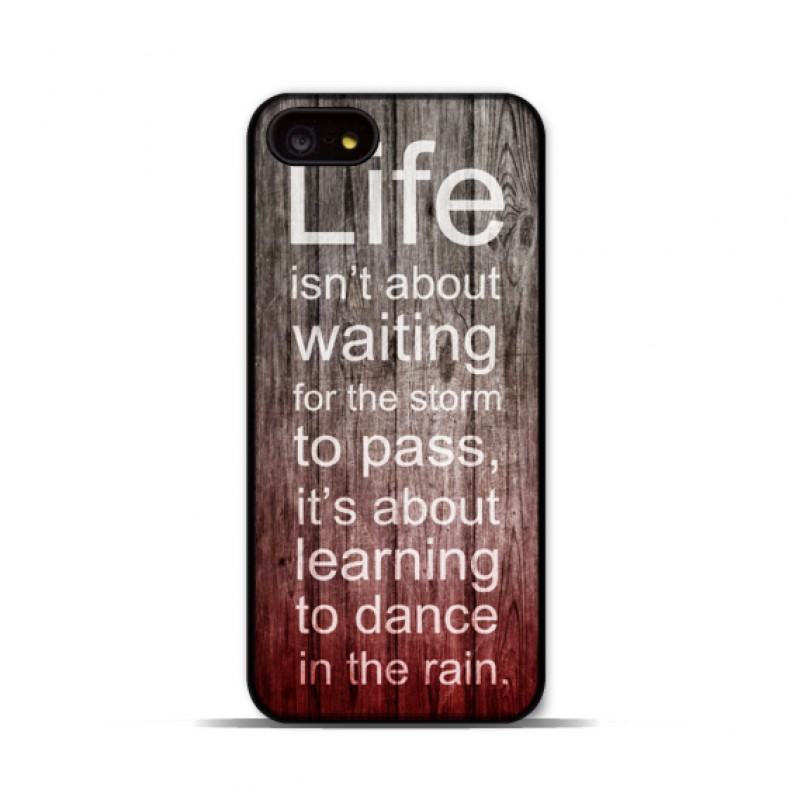 Life
isn't about
waiting
for the storm
to pass,
it's about
learning
to dance
in the rain.